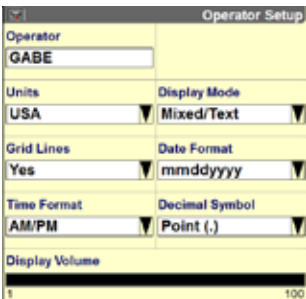 Operator Setup
Operator
GABE
Units
Display Mode
USA
Mixed/Text
Grid Lines
Date Format
Yes
mmddyyyy
Time Format
Decimal Symbol
AM/PM
Point (.)
Display Volume
1
100